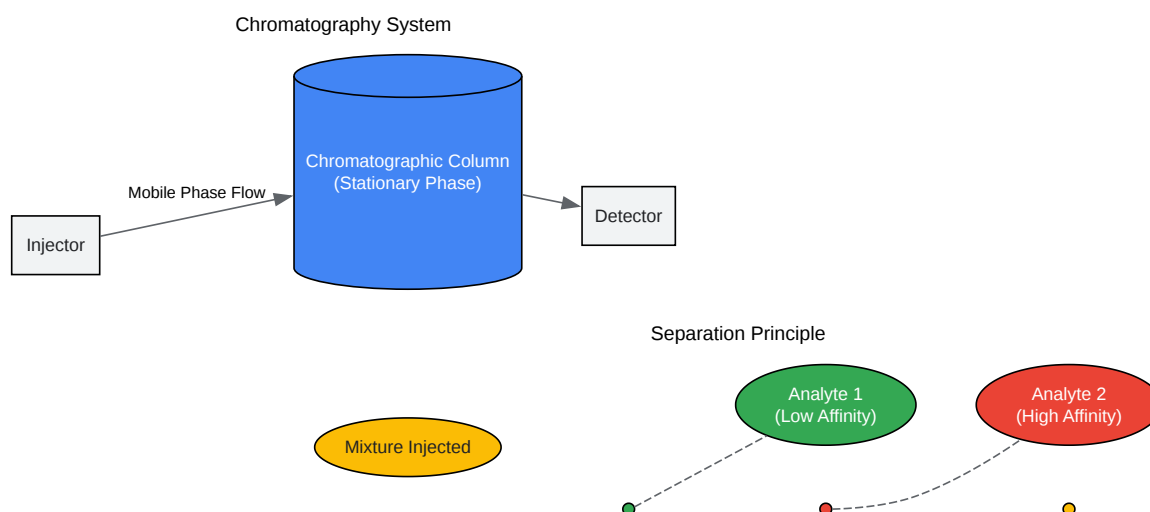 Chromatography System
Chromatographic Column
(Stationary Phase)
Mobile Phase Flow
Injector
Detector
Separation Principle
Analyte 1
(Low Affinity)
Analyte 2
(High Affinity)
Mixture Injected